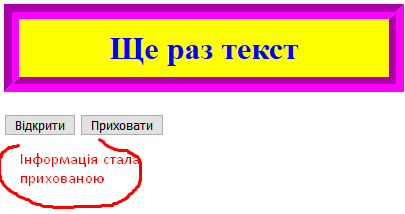 Ще раз текст
Відкрити Приховати
Інформація стала
прихованою